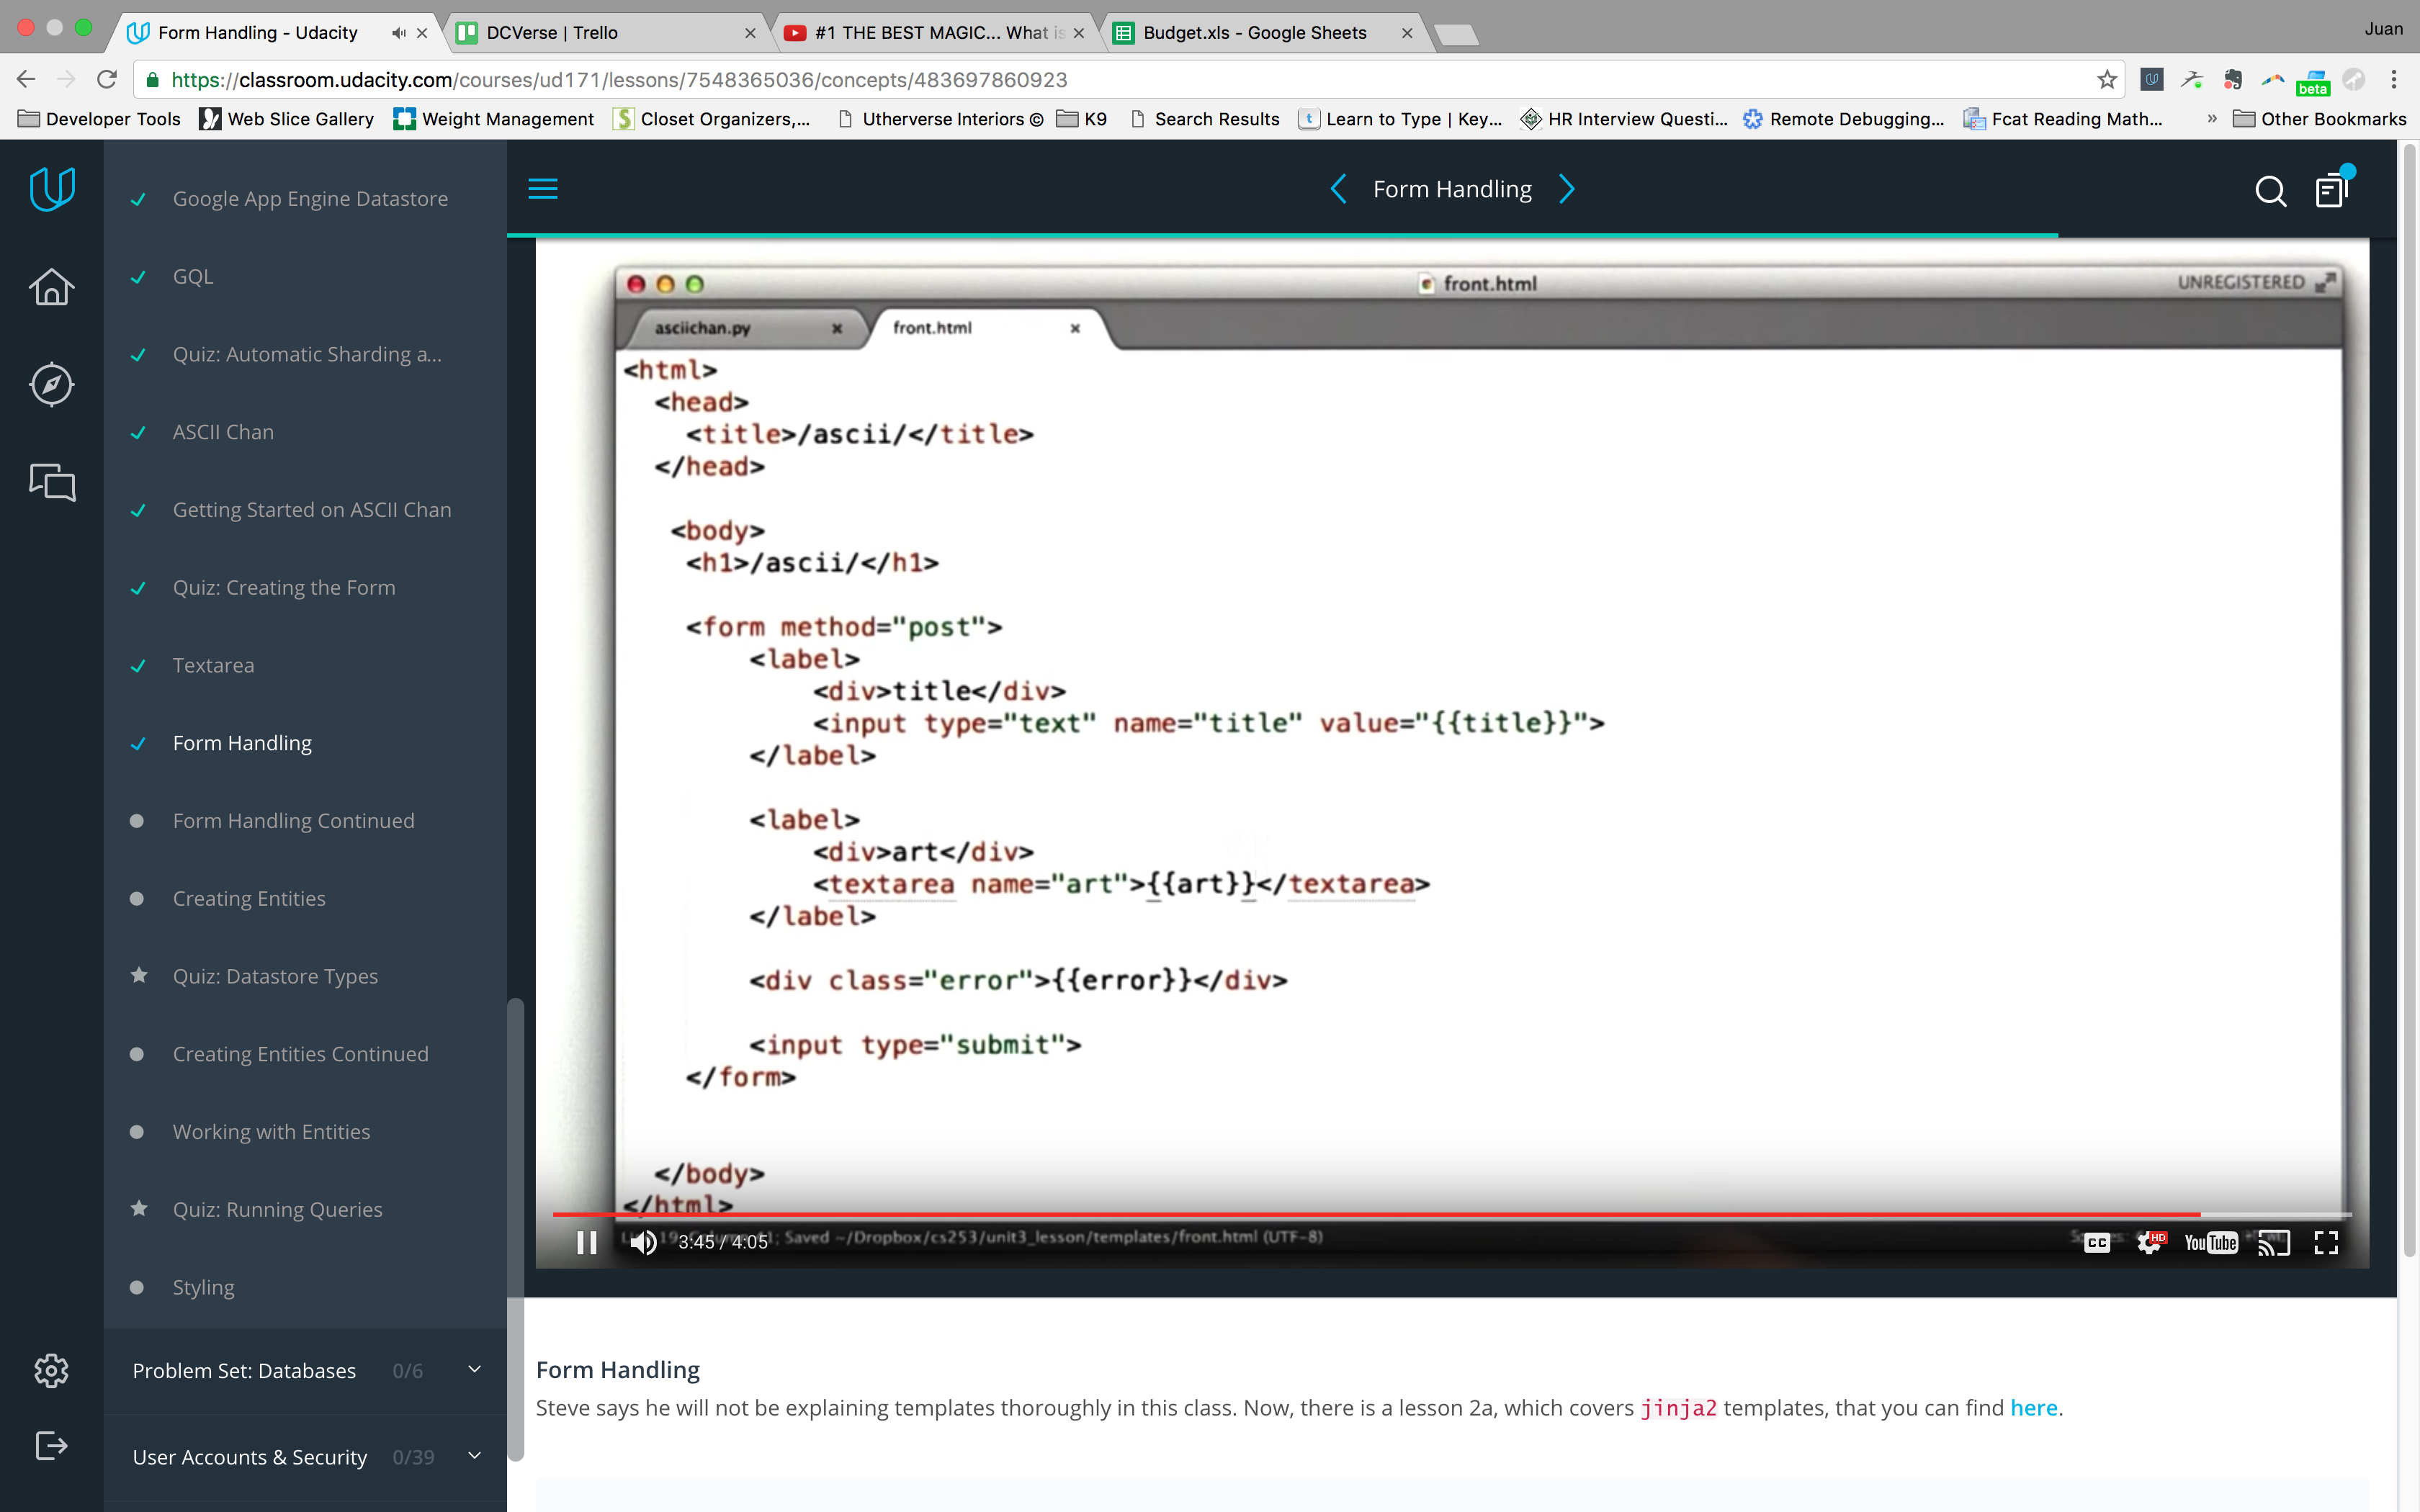 Form Handling - Udacity
DCVerse | Trello
#1 THE BEST MAGIC... What is
Budget.xls - Google Sheets
Juan
https://classroom.udacity.com/courses/ud171/lessons/7548365036/concepts/483697860923
beta
Developer Tools
Web Slice Gallery
Weight Management
Closet Organizers,...
Utherverse Interiors ©
K9
Search Results
Learn to Type | Key...
HR Interview Questi...
Remote Debugging...
Fcat Reading Math...
»
Other Bookmarks
Google App Engine Datastore
GQL
Quiz: Automatic Sharding a...
ASCII Chan
Getting Started on ASCII Chan
Quiz: Creating the Form
Textarea
Form Handling
Form Handling Continued
Creating Entities
Quiz: Datastore Types
Creating Entities Continued
Working with Entities
Quiz: Running Queries
Styling
Problem Set: Databases 0/6
User Accounts & Security 0/39
Form Handling
front.html
UNREGISTERED
asciichan.py
front.html
<html>
<head>
<title>/ascii/</title>
</head>
<body>
<h1>/ascii/</h1>
<form method="post">
<label>
<div>title</div>
<input type="text" name="title" value="{{title}}">
</label>
<label>
<div>art</div>
<textarea name="art">{{art}}</textarea>
</label>
<div class="error">{{error}}</div>
<input type="submit">
</form>
</body>
</html>
3:45 / 4:05
Saved ~/Dropbox/cs253/unit3_lesson/templates/front.html (UTF-8)
CC
HD
YouTube
Form Handling
Steve says he will not be explaining templates thoroughly in this class. Now, there is a lesson 2a, which covers jinja2 templates, that you can find here.